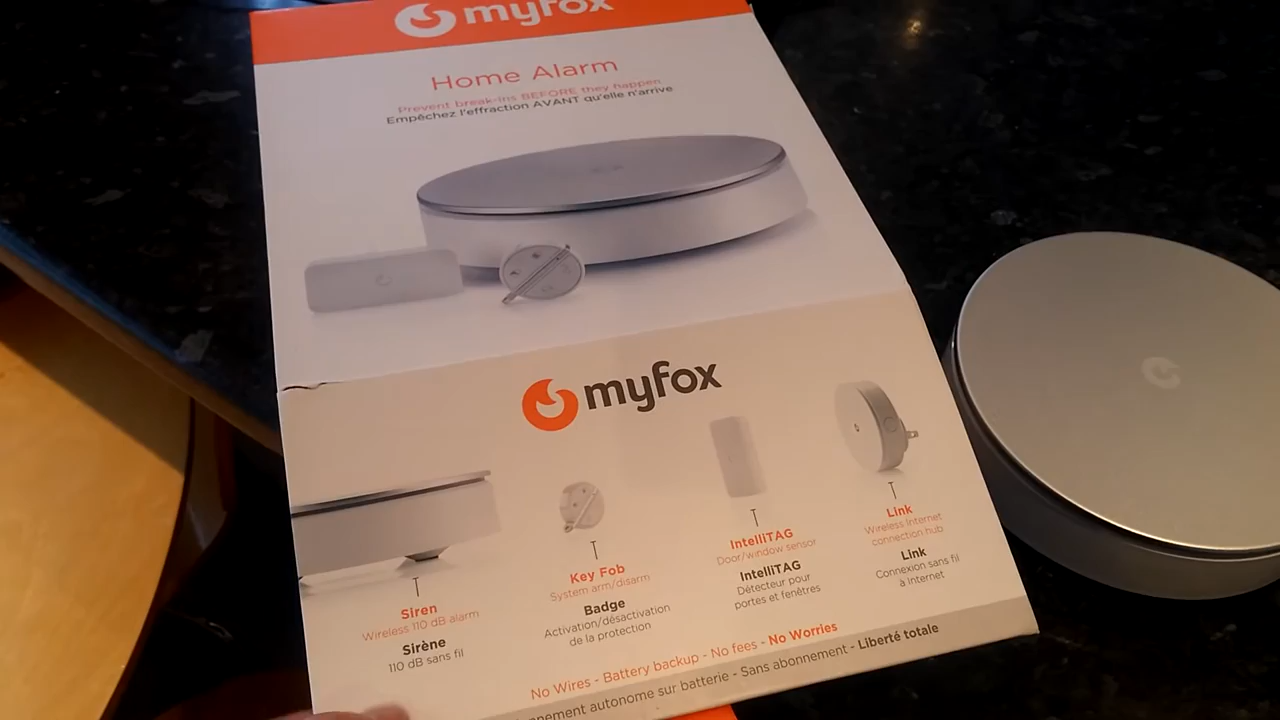 myfox
Home Alarm
Prevent break-ins BEFORE they happen
Empêchez l'effraction AVANT qu'elle n'arrive
myfox
Siren
Wireless 110 dB alarm
Sirène
110 dB sans fil
Key Fob
System arm/disarm
Badge
Activation/désactivation
de la protection
IntelliTAG
Door/window sensor
IntelliTAG
Détecteur pour
portes et fenêtres
Link
Wireless Internet
connection hub
Link
Connexion sans fil
à internet
No Wires - Battery backup - No fees - No Worries
autonome sur batterie - Sans abonnement - Liberté totale